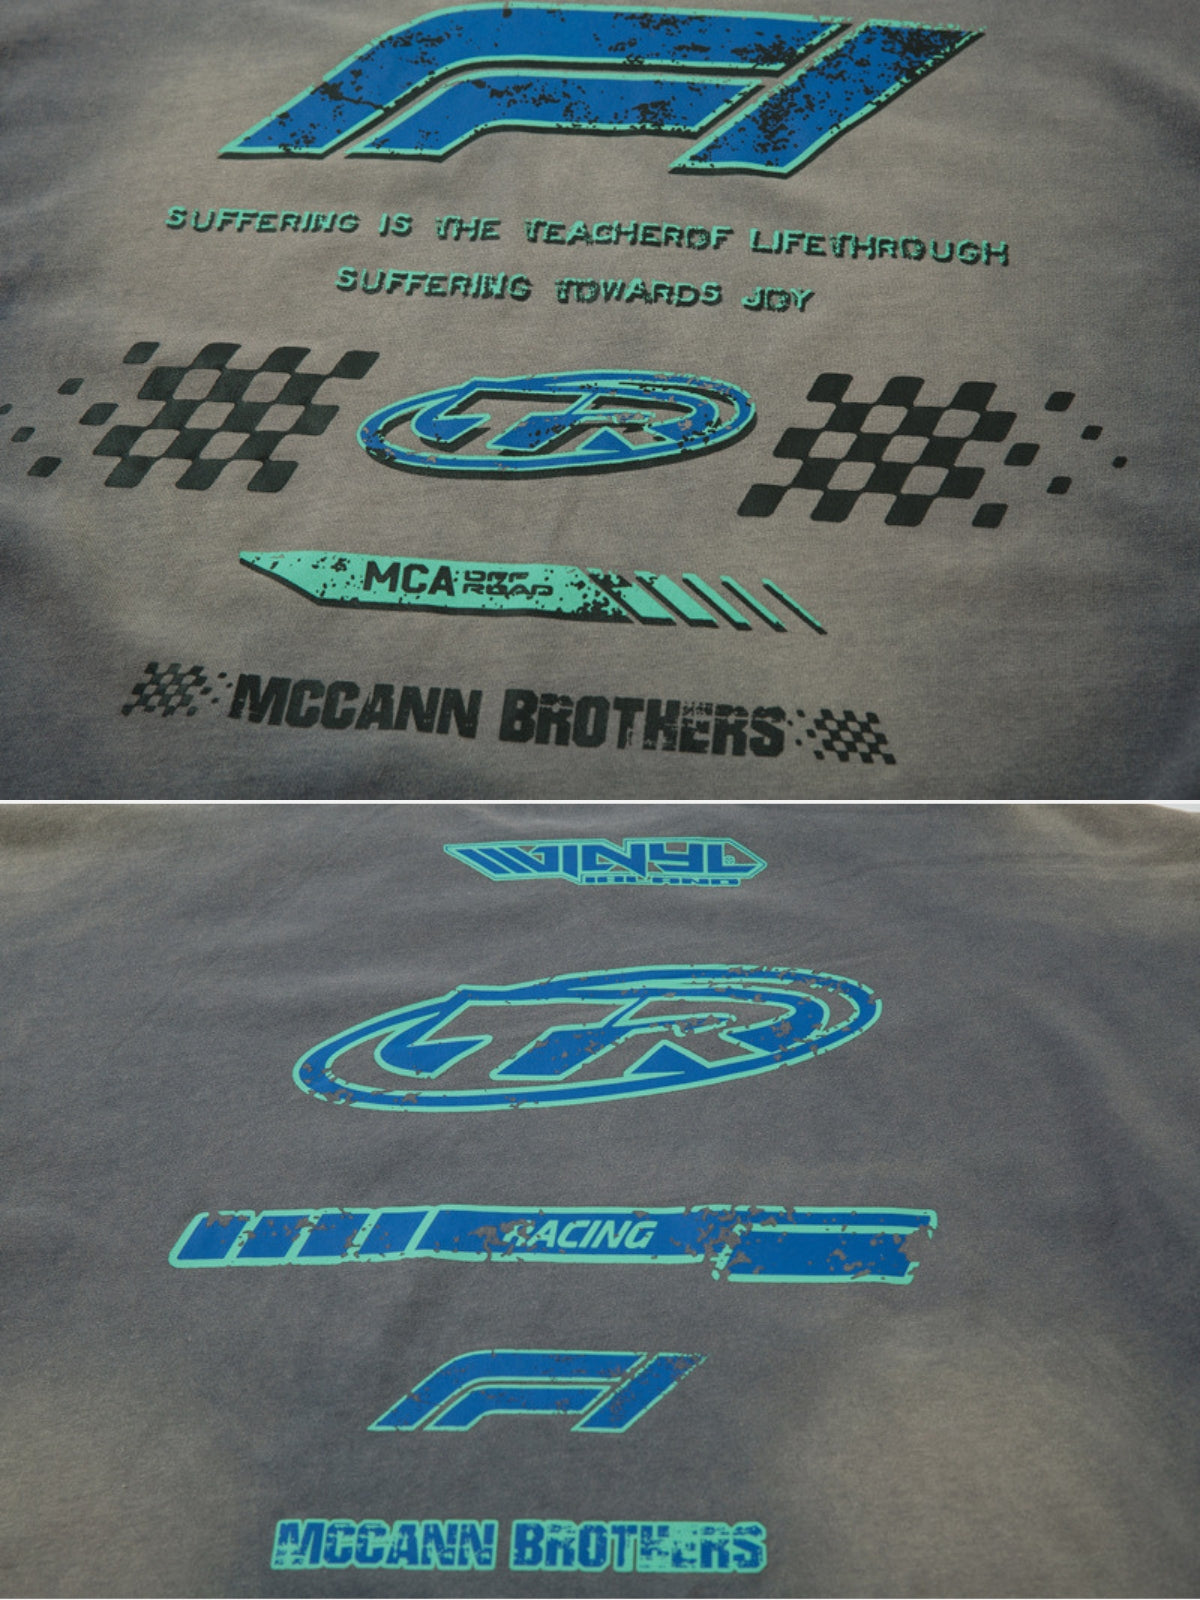 F1
SUFFERING IS THE TEACHEROF LIFETHROUGH
SUFFERING TOWARDS JOY
TR
MCA OFF ROAD
MCCANN BROTHERS
VINYL
ISLAND
TR
RACING
F1
MCCANN BROTHERS